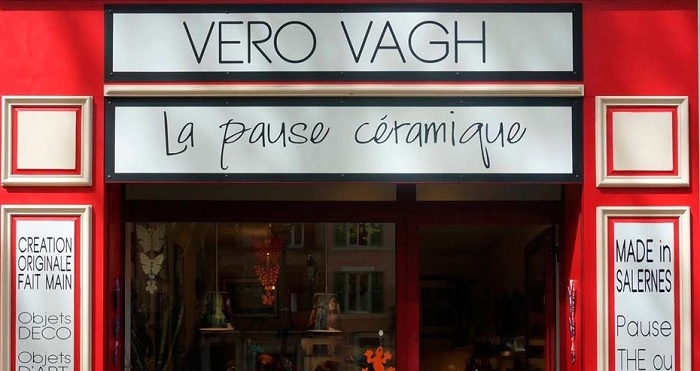 VERO VAGH
La pause céramique
CREATION
ORIGINALE
FAIT MAIN
Objets
DECO
Objets
D'ART
MADE in
SALERNES
Pause
THE ou